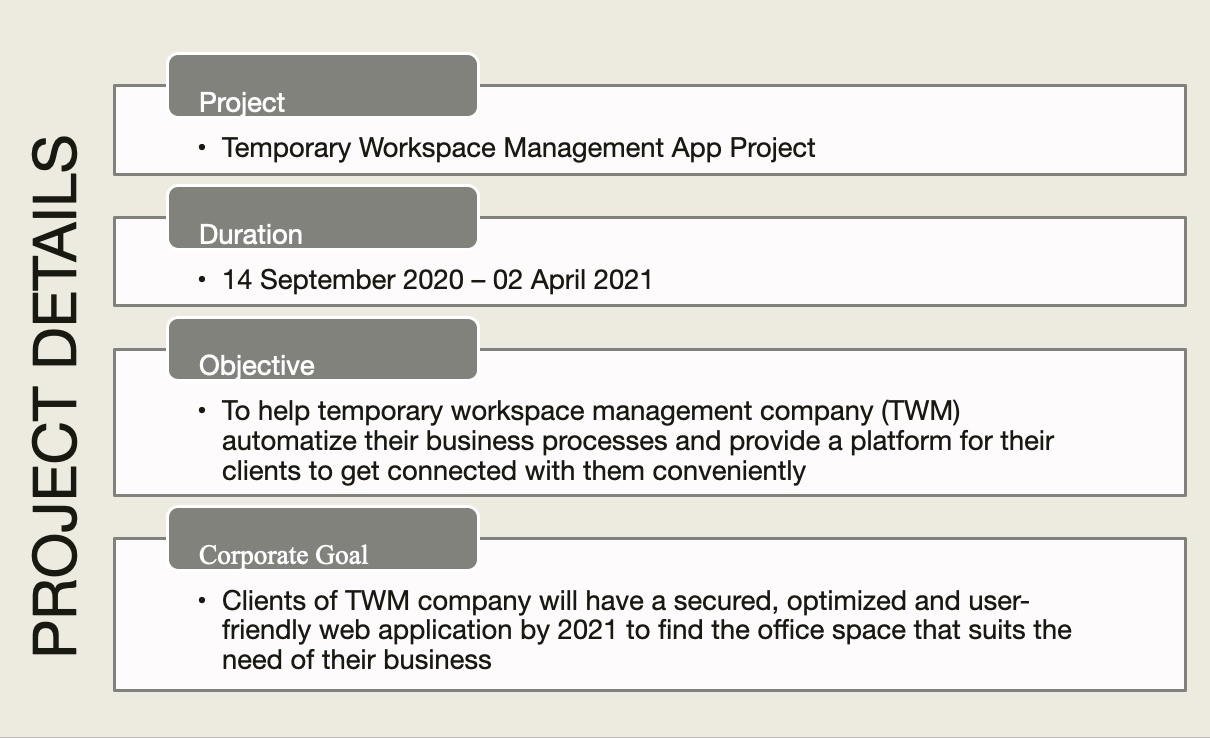 PROJECT DETAILS
Project
• Temporary Workspace Management App Project
Duration
• 14 September 2020 – 02 April 2021
Objective
• To help temporary workspace management company (TWM)
automatize their business processes and provide a platform for their
clients to get connected with them conveniently
Corporate Goal
• Clients of TWM company will have a secured, optimized and user-
friendly web application by 2021 to find the office space that suits the
need of their business